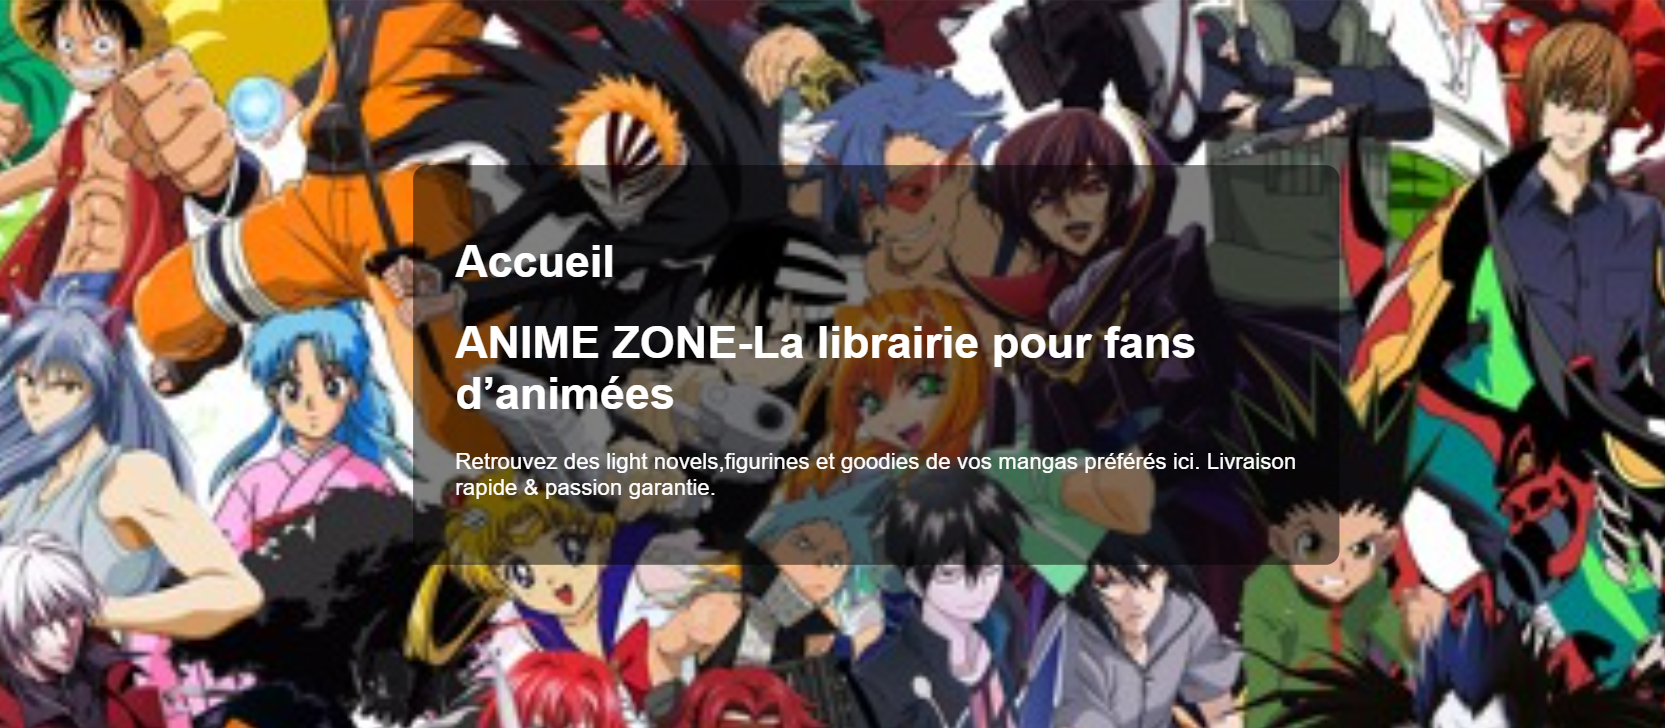 Accueil
ANIME ZONE-La librairie pour fans
d’animées
Retrouvez des light novels,figurines et goodies de vos mangas préférés ici. Livraison
rapide & passion garantie.